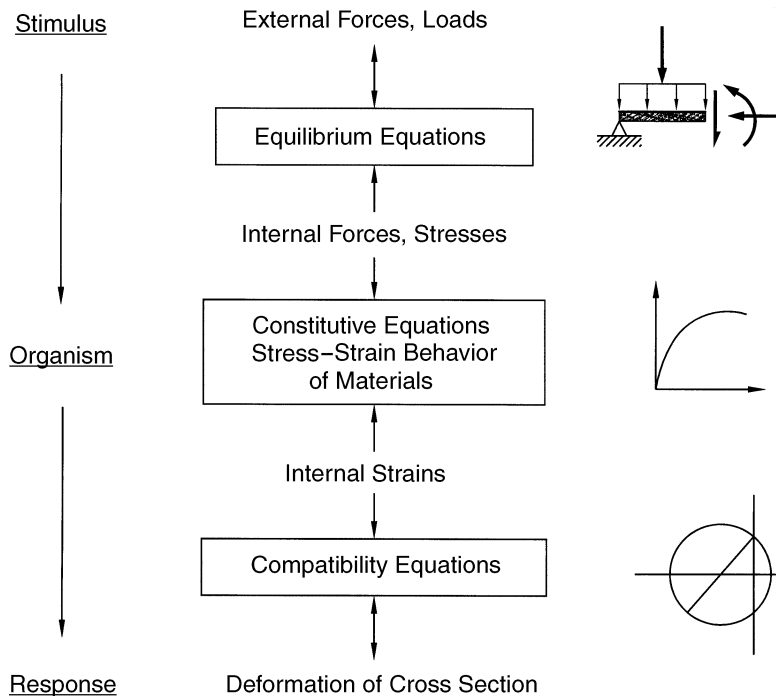 Stimulus
External Forces, Loads
Equilibrium Equations
Internal Forces, Stresses
Organism
Constitutive Equations
Stress–Strain Behavior
of Materials
Internal Strains
Compatibility Equations
Response
Deformation of Cross Section